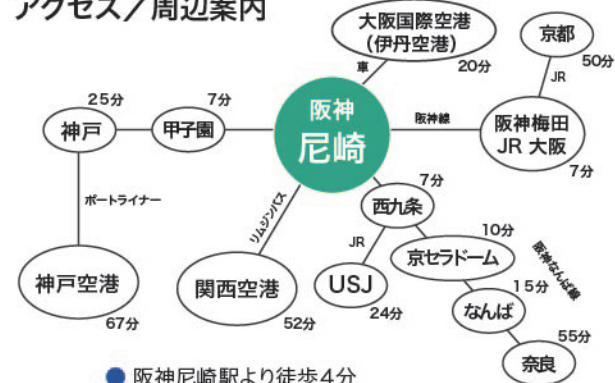 アクセス／周辺案内
大阪国際空港
（伊丹空港）
20分
車
京都
50分
JR
25分
7分
神戸
甲子園
阪神
尼崎
阪神線
阪神梅田
JR 大阪
7分
ポートライナー
リムジンバス
7分
西九条
JR
10分
京セラドーム
阪神なんば線
神戸空港
67分
関西空港
52分
USJ
24分
15分
なんば
55分
奈良
● 阪神尼崎駅より徒歩4分